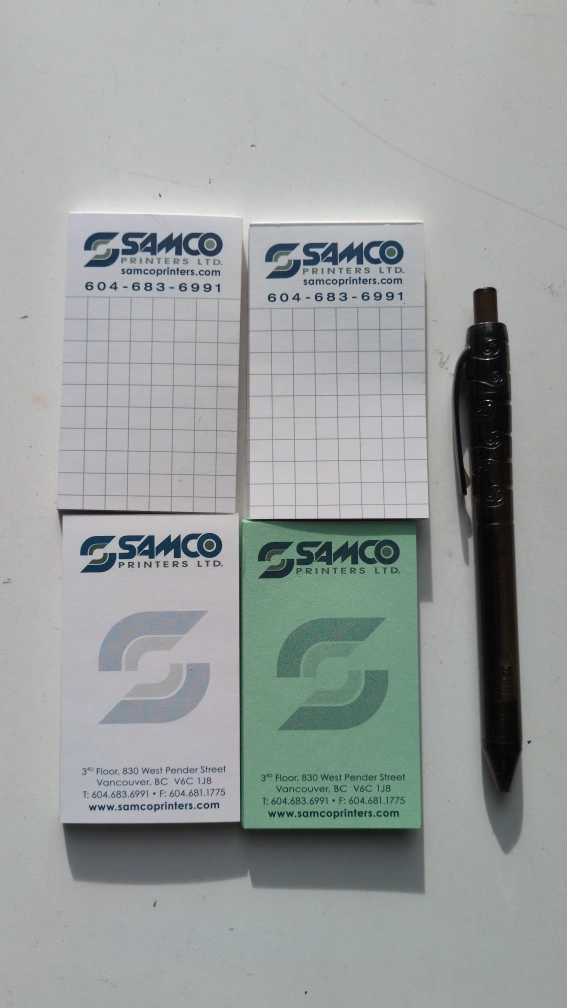 SAMCO
PRINTERS LTD.
samcoprinters.com
604-683-6991
SAMCO
PRINTERS LTD.
samcoprinters.com
604-683-6991
SAMCO
PRINTERS LTD.
3RD Floor, 830 West Pender Street
Vancouver, BC V6C 1J8
T: 604.683.6991 • F: 604.681.1775
www.samcoprinters.com
SAMCO
PRINTERS LTD.
3RD Floor, 830 West Pender Street
Vancouver, BC V6C 1J8
T: 604.683.6991 • F: 604.681.1775
www.samcoprinters.com